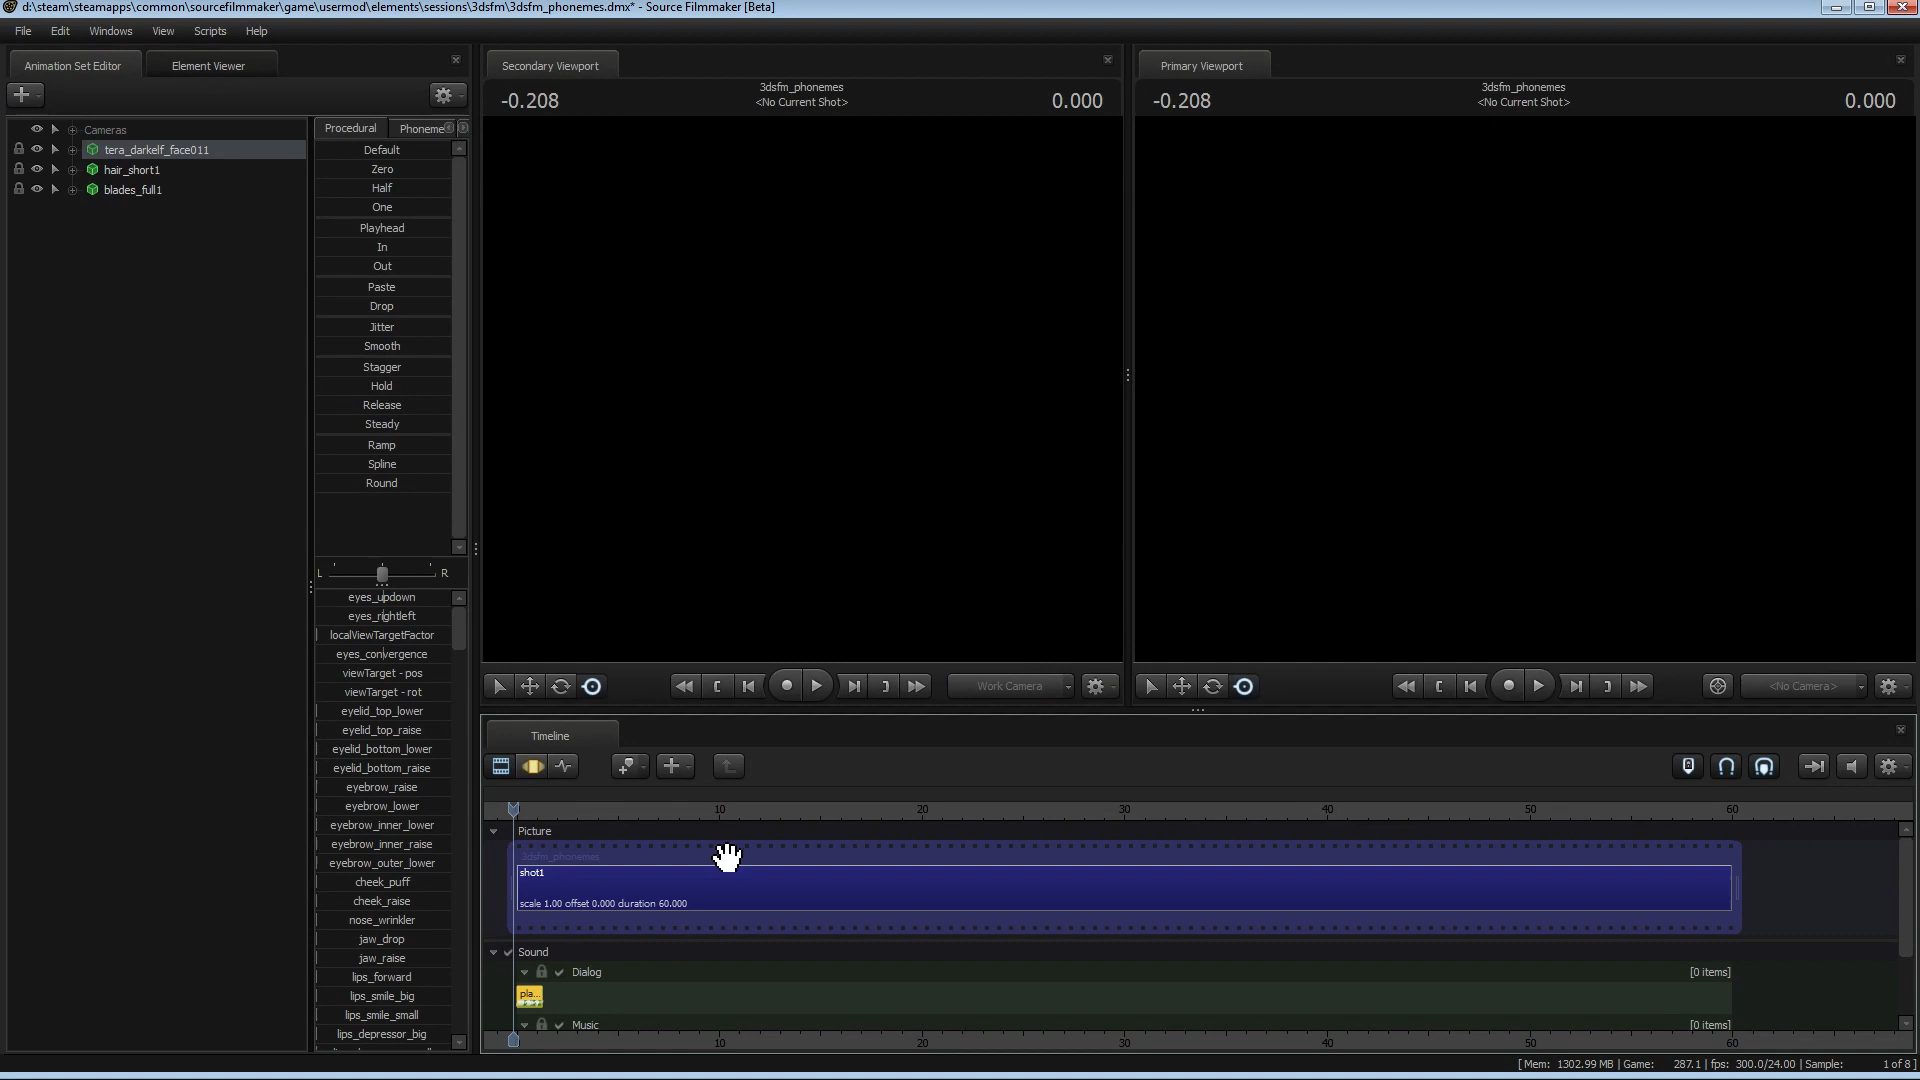 d:\steam\steamapps\common\sourcefilmmaker\game\usermod\elements\sessions\3dsfm\3dsfm_phonemes.dmx* - Source Filmmaker [Beta]
File Edit Windows View Scripts Help
Animation Set Editor Element Viewer
Cameras
tera_darkelf_face011
hair_short1
blades_full1
Procedural Phoneme
Default
Zero
Half
One
Playhead
In
Out
Paste
Drop
Jitter
Smooth
Stagger
Hold
Release
Steady
Ramp
Spline
Round
L R
eyes_updown
eyes_rightleft
localViewTargetFactor
eyes_convergence
viewTarget - pos
viewTarget - rot
eyelid_top_lower
eyelid_top_raise
eyelid_bottom_lower
eyelid_bottom_raise
eyebrow_raise
eyebrow_lower
eyebrow_inner_lower
eyebrow_inner_raise
eyebrow_outer_lower
cheek_puff
cheek_raise
nose_wrinkler
jaw_drop
jaw_raise
lips_forward
lips_smile_big
lips_smile_small
lips_depressor_big
Secondary Viewport
-0.208
3dsfm_phonemes
<No Current Shot>
0.000
Work Camera
Primary Viewport
-0.208
3dsfm_phonemes
<No Current Shot>
0.000
<No Camera>
Timeline
10 20 30 40 50 60
Picture
3dsfm_phonemes
shot1
scale 1.00 offset 0.000 duration 60.000
Sound
Dialog [0 items]
pla...
Music [0 items]
10 20 30 40 50 60
[ Mem: 1302.99 MB | Game: 287.1 | fps: 300.0/24.00 | Sample: 1 of 8 ]